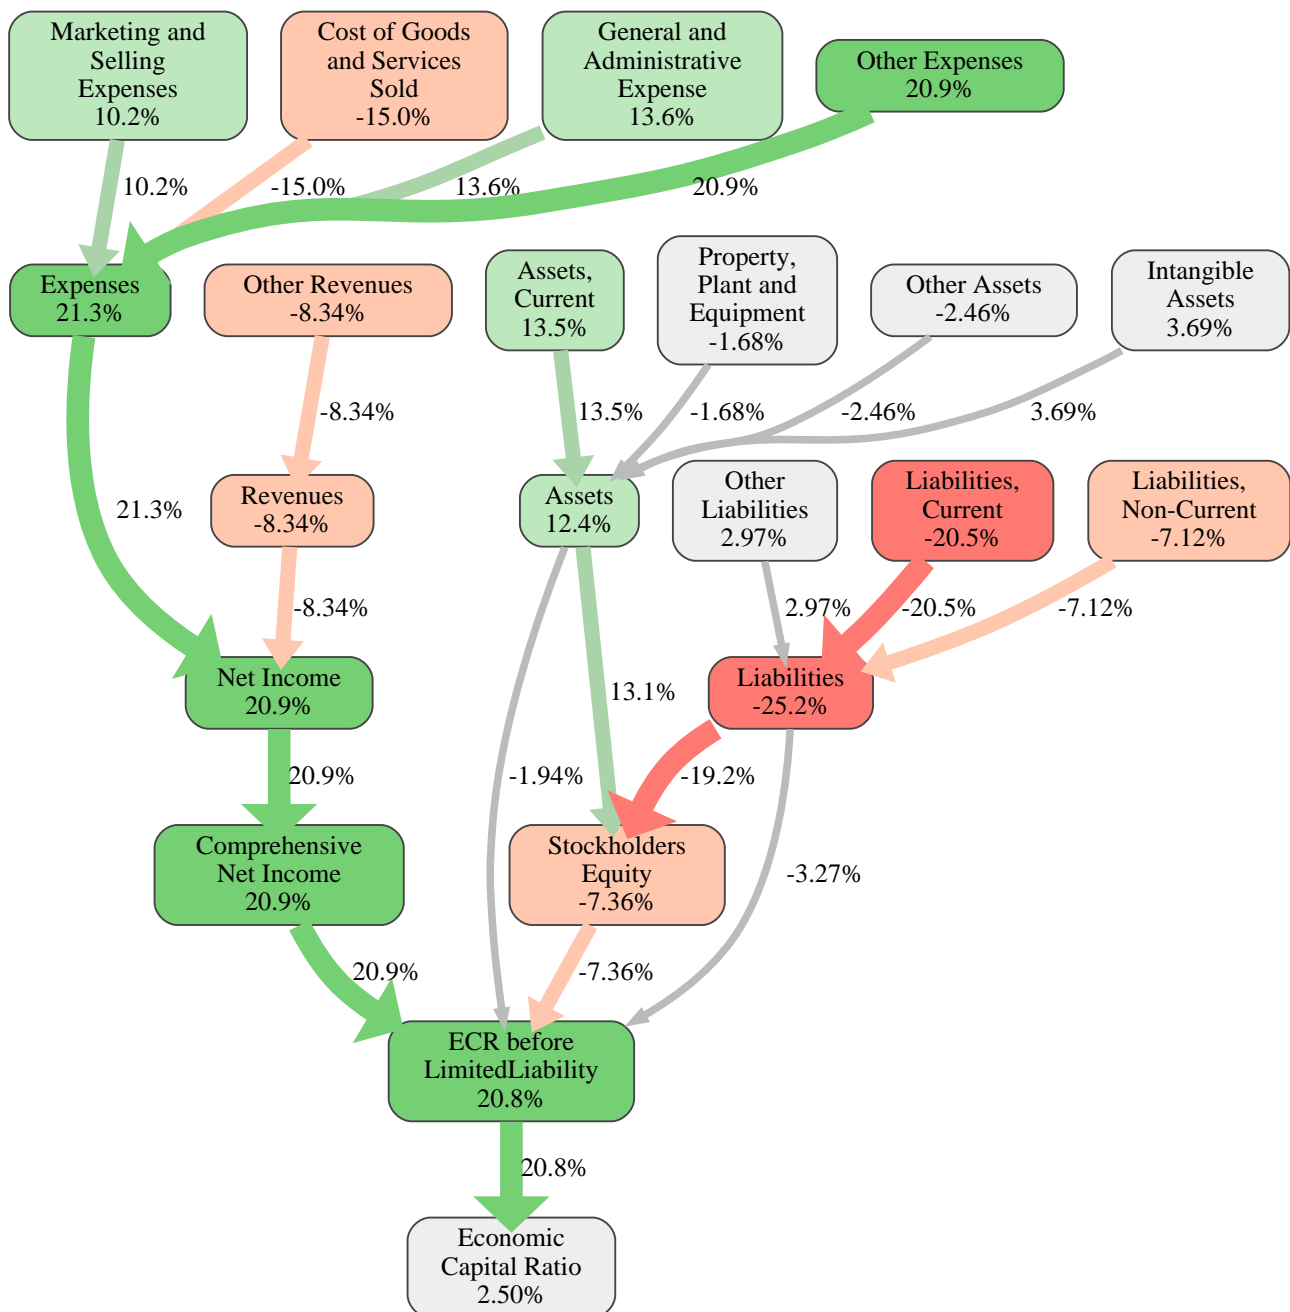 Marketing and
Selling
Expenses
10.2%
Cost of Goods
and Services
Sold
-15.0%
General and
Administrative
Expense
13.6%
Other Expenses
20.9%
10.2%
-15.0%
13.6%
20.9%
Expenses
21.3%
Other Revenues
-8.34%
Assets,
Current
13.5%
Property,
Plant and
Equipment
-1.68%
Other Assets
-2.46%
Intangible
Assets
3.69%
-8.34%
13.5%
-1.68%
-2.46%
3.69%
21.3%
Revenues
-8.34%
Assets
12.4%
Other
Liabilities
2.97%
Liabilities,
Current
-20.5%
Liabilities,
Non-Current
-7.12%
-8.34%
2.97%
-20.5%
-7.12%
Net Income
20.9%
13.1%
Liabilities
-25.2%
20.9%
-1.94%
-19.2%
Comprehensive
Net Income
20.9%
Stockholders
Equity
-7.36%
-3.27%
20.9%
-7.36%
ECR before
LimitedLiability
20.8%
20.8%
Economic
Capital Ratio
2.50%